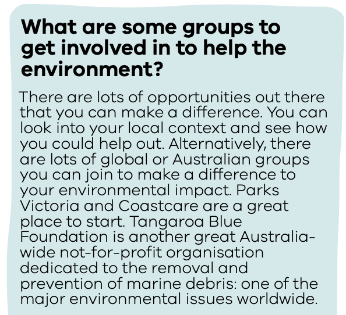 What are some groups to
get involved in to help the
environment?
There are lots of opportunities out there
that you can make a difference. You can
look into your local context and see how
you could help out. Alternatively, there
are lots of global or Australian groups
you can join to make a difference to
your environmental impact. Parks
Victoria and Coastcare are a great
place to start. Tangaroa Blue
Foundation is another great Australia-
wide not-for-profit organisation
dedicated to the removal and
prevention of marine debris: one of the
major environmental issues worldwide.